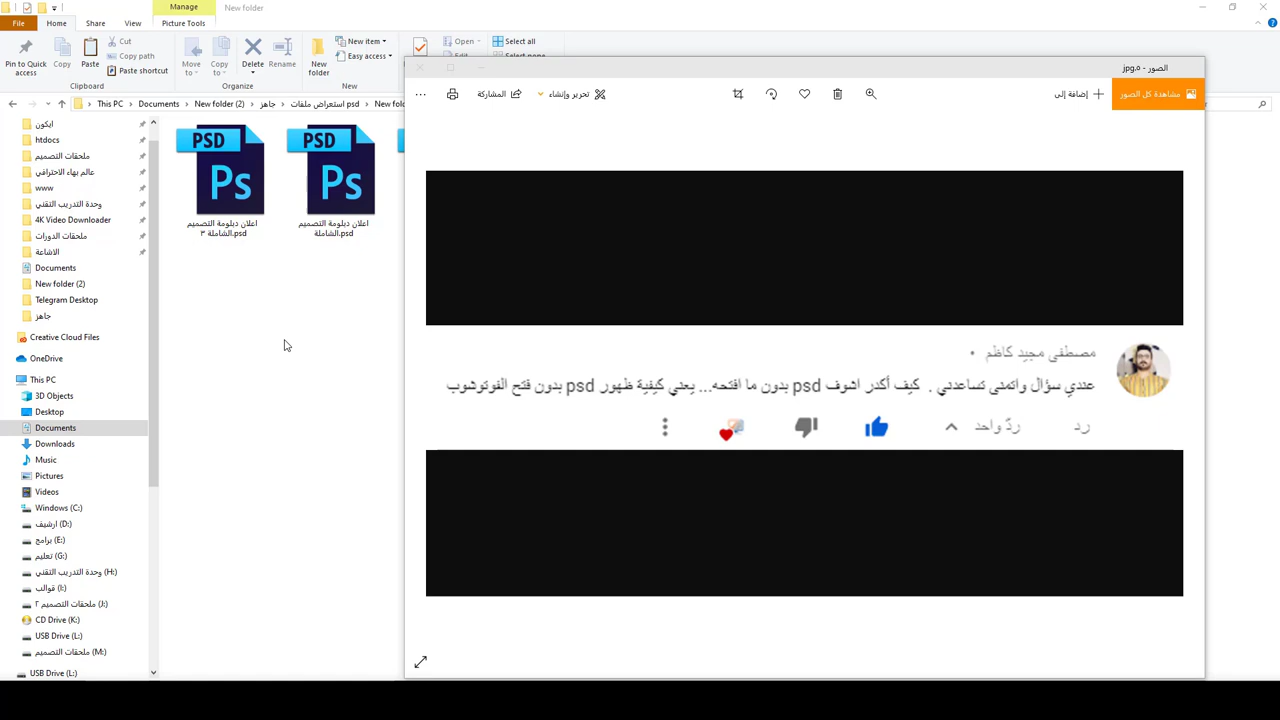 Manage
New folder
File
Home
Share
View
Picture Tools
Pin to Quick access
Copy
Paste
Cut
Copy path
Paste shortcut
Clipboard
Move to
Copy to
Delete
Rename
Organize
New folder
New item
Easy access
New
Open
Select all
This PC
Documents
New folder (2)
جاهز
استعراض ملفات psd
New fold
ايكون
htdocs
ملحقات التصميم
عالم بهاء الاحترافي
www
وحدة التدريب التقني
4K Video Downloader
ملحقات الدورات
الاشاعة
Documents
New folder (2)
Telegram Desktop
جاهز
Creative Cloud Files
OneDrive
This PC
3D Objects
Desktop
Documents
Downloads
Music
Pictures
Videos
Windows (C:)
ارشيف (D:)
برامج (E:)
تعليم (G:)
وحدة التدريب التقني (H:)
قوالب (I:)
ملحقات التصميم ٢ (J:)
CD Drive (K:)
USB Drive (L:)
ملحقات التصميم (M:)
USB Drive (L:)
PSD
Ps
اعلان دبلومة التصميم
الشاملة ٣.psd
PSD
Ps
اعلان دبلومة التصميم
الشاملة.psd
الصور - ٥.jpg
مشاهدة كل الصور
إضافة إلى
تحرير وإنشاء
المشاركة
مصطفى مجيد كاظم
عندي سؤال واتمنى تساعدني . كيف أكدر اشوف psd بدون ما افتحه... يعني كيفية ظهور psd بدون فتح الفوتوشوب
رد
ردّ واحد